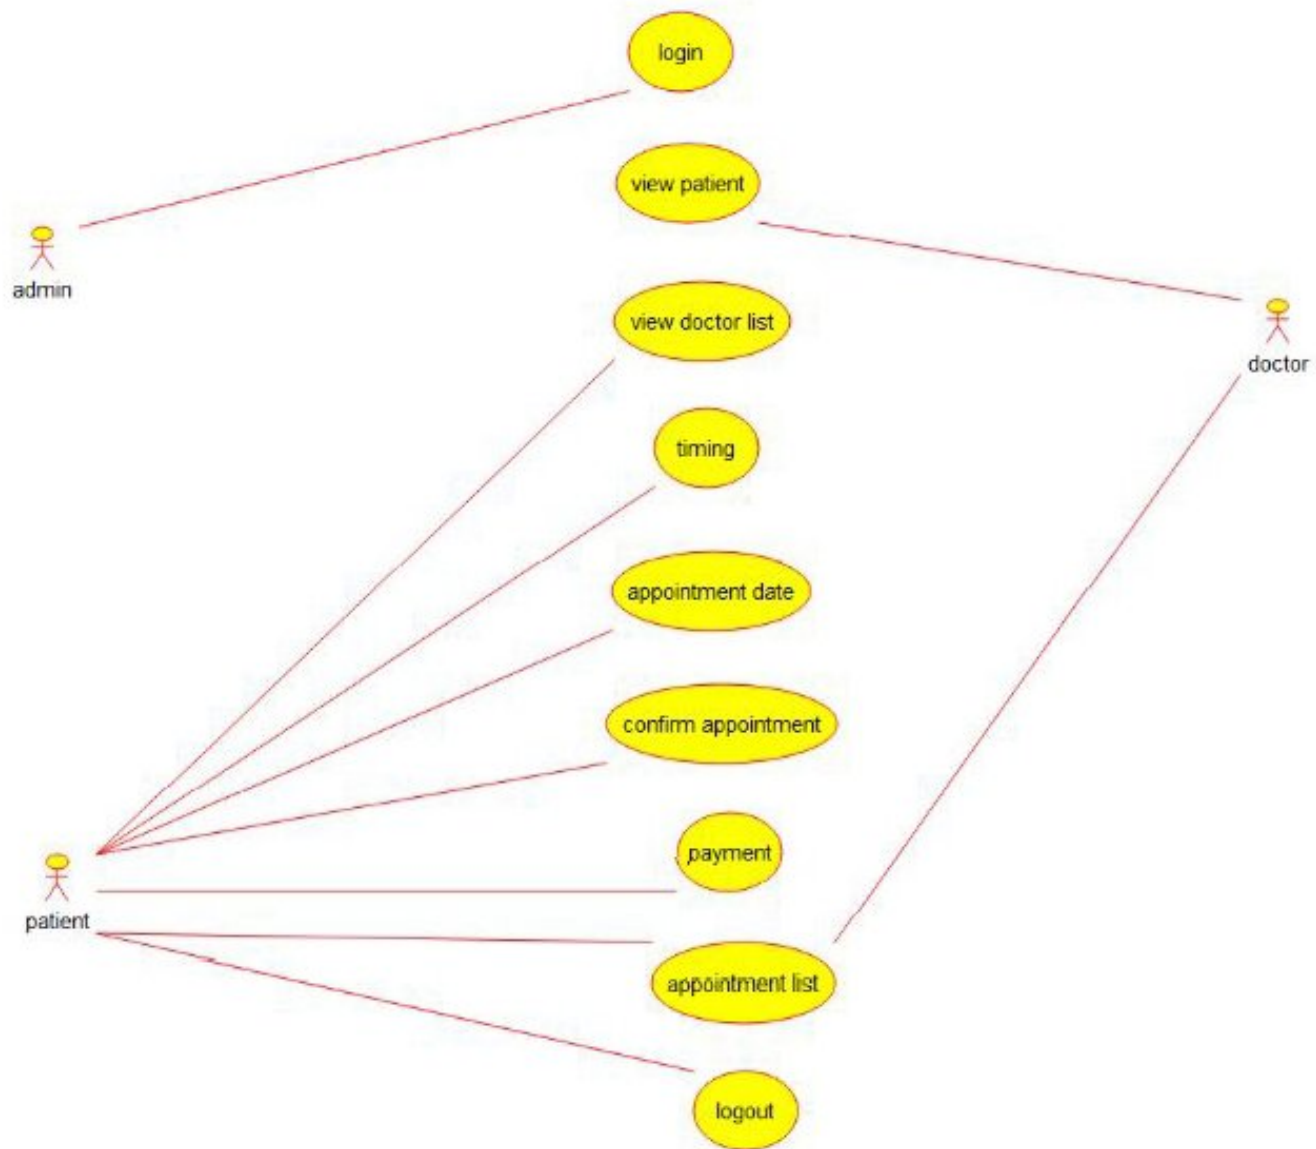 login
view patient
admin
view doctor list
doctor
timing
appointment date
confirm appointment
payment
patient
appointment list
logout